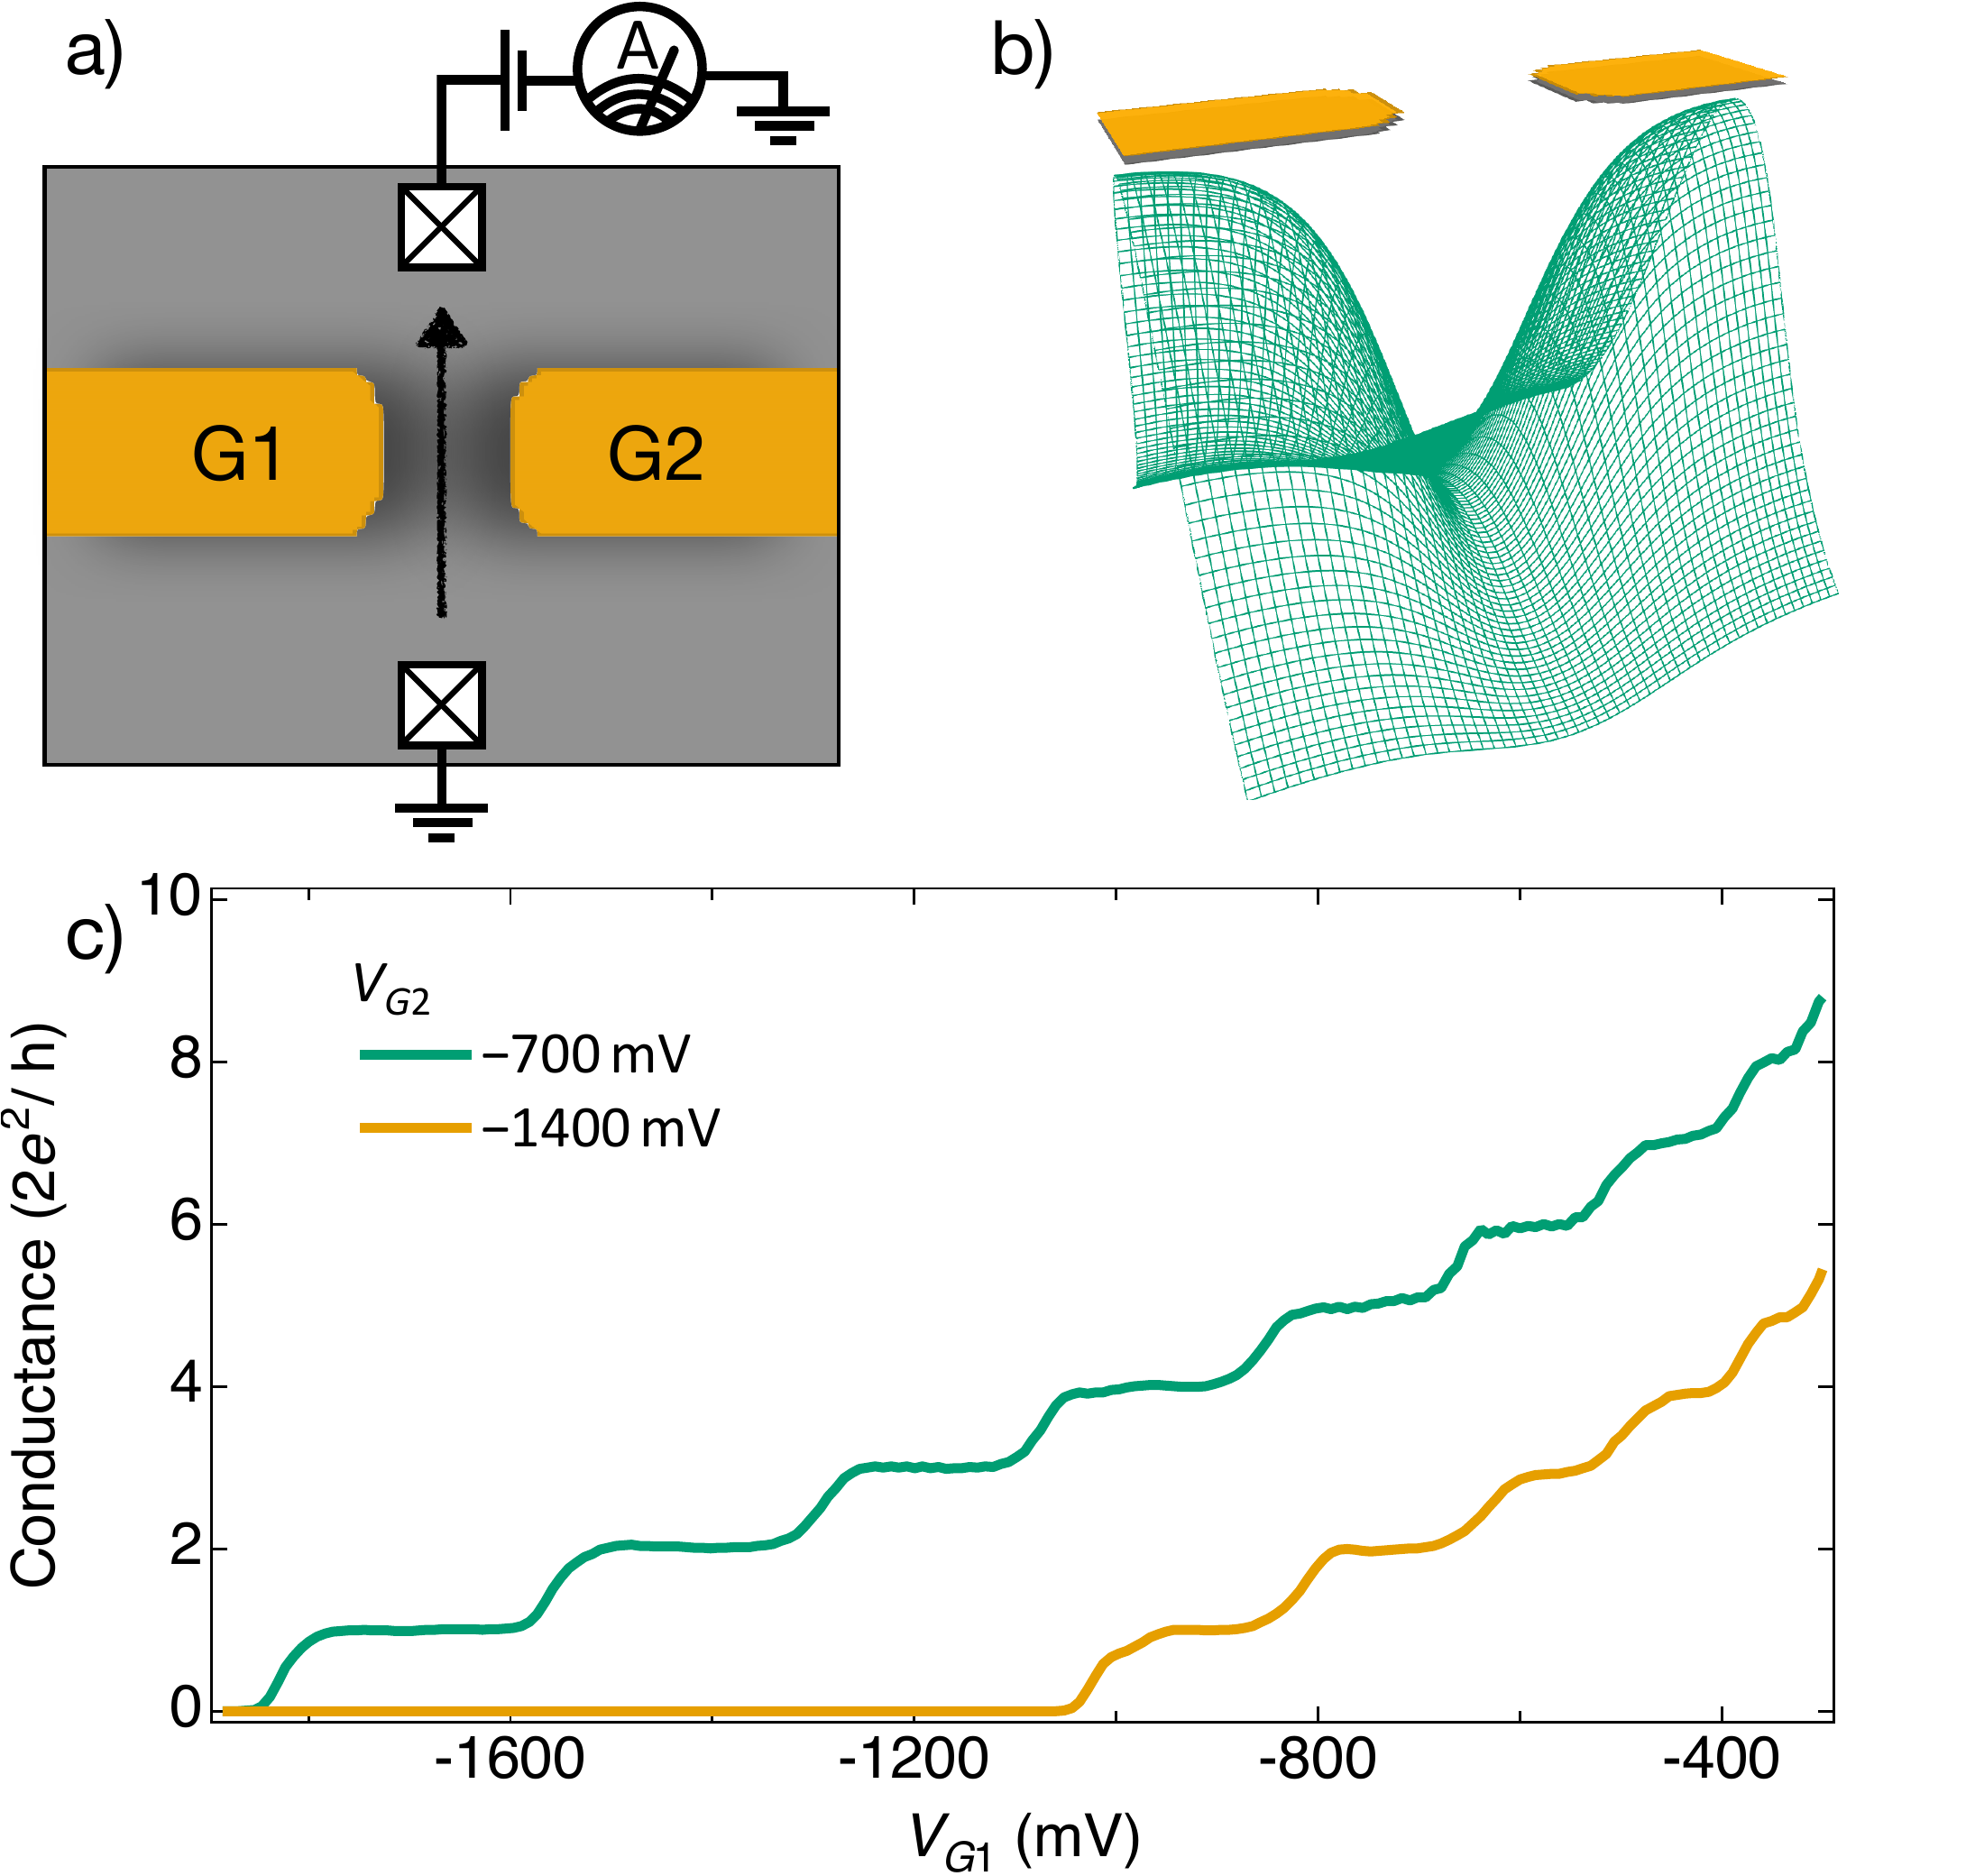 a)
A
G1
G2
b)
c)
10
8
6
4
2
0
Conductance (2e²/ h)
V_G2
–700 mV
–1400 mV
-1600
-1200
-800
-400
V_G1 (mV)